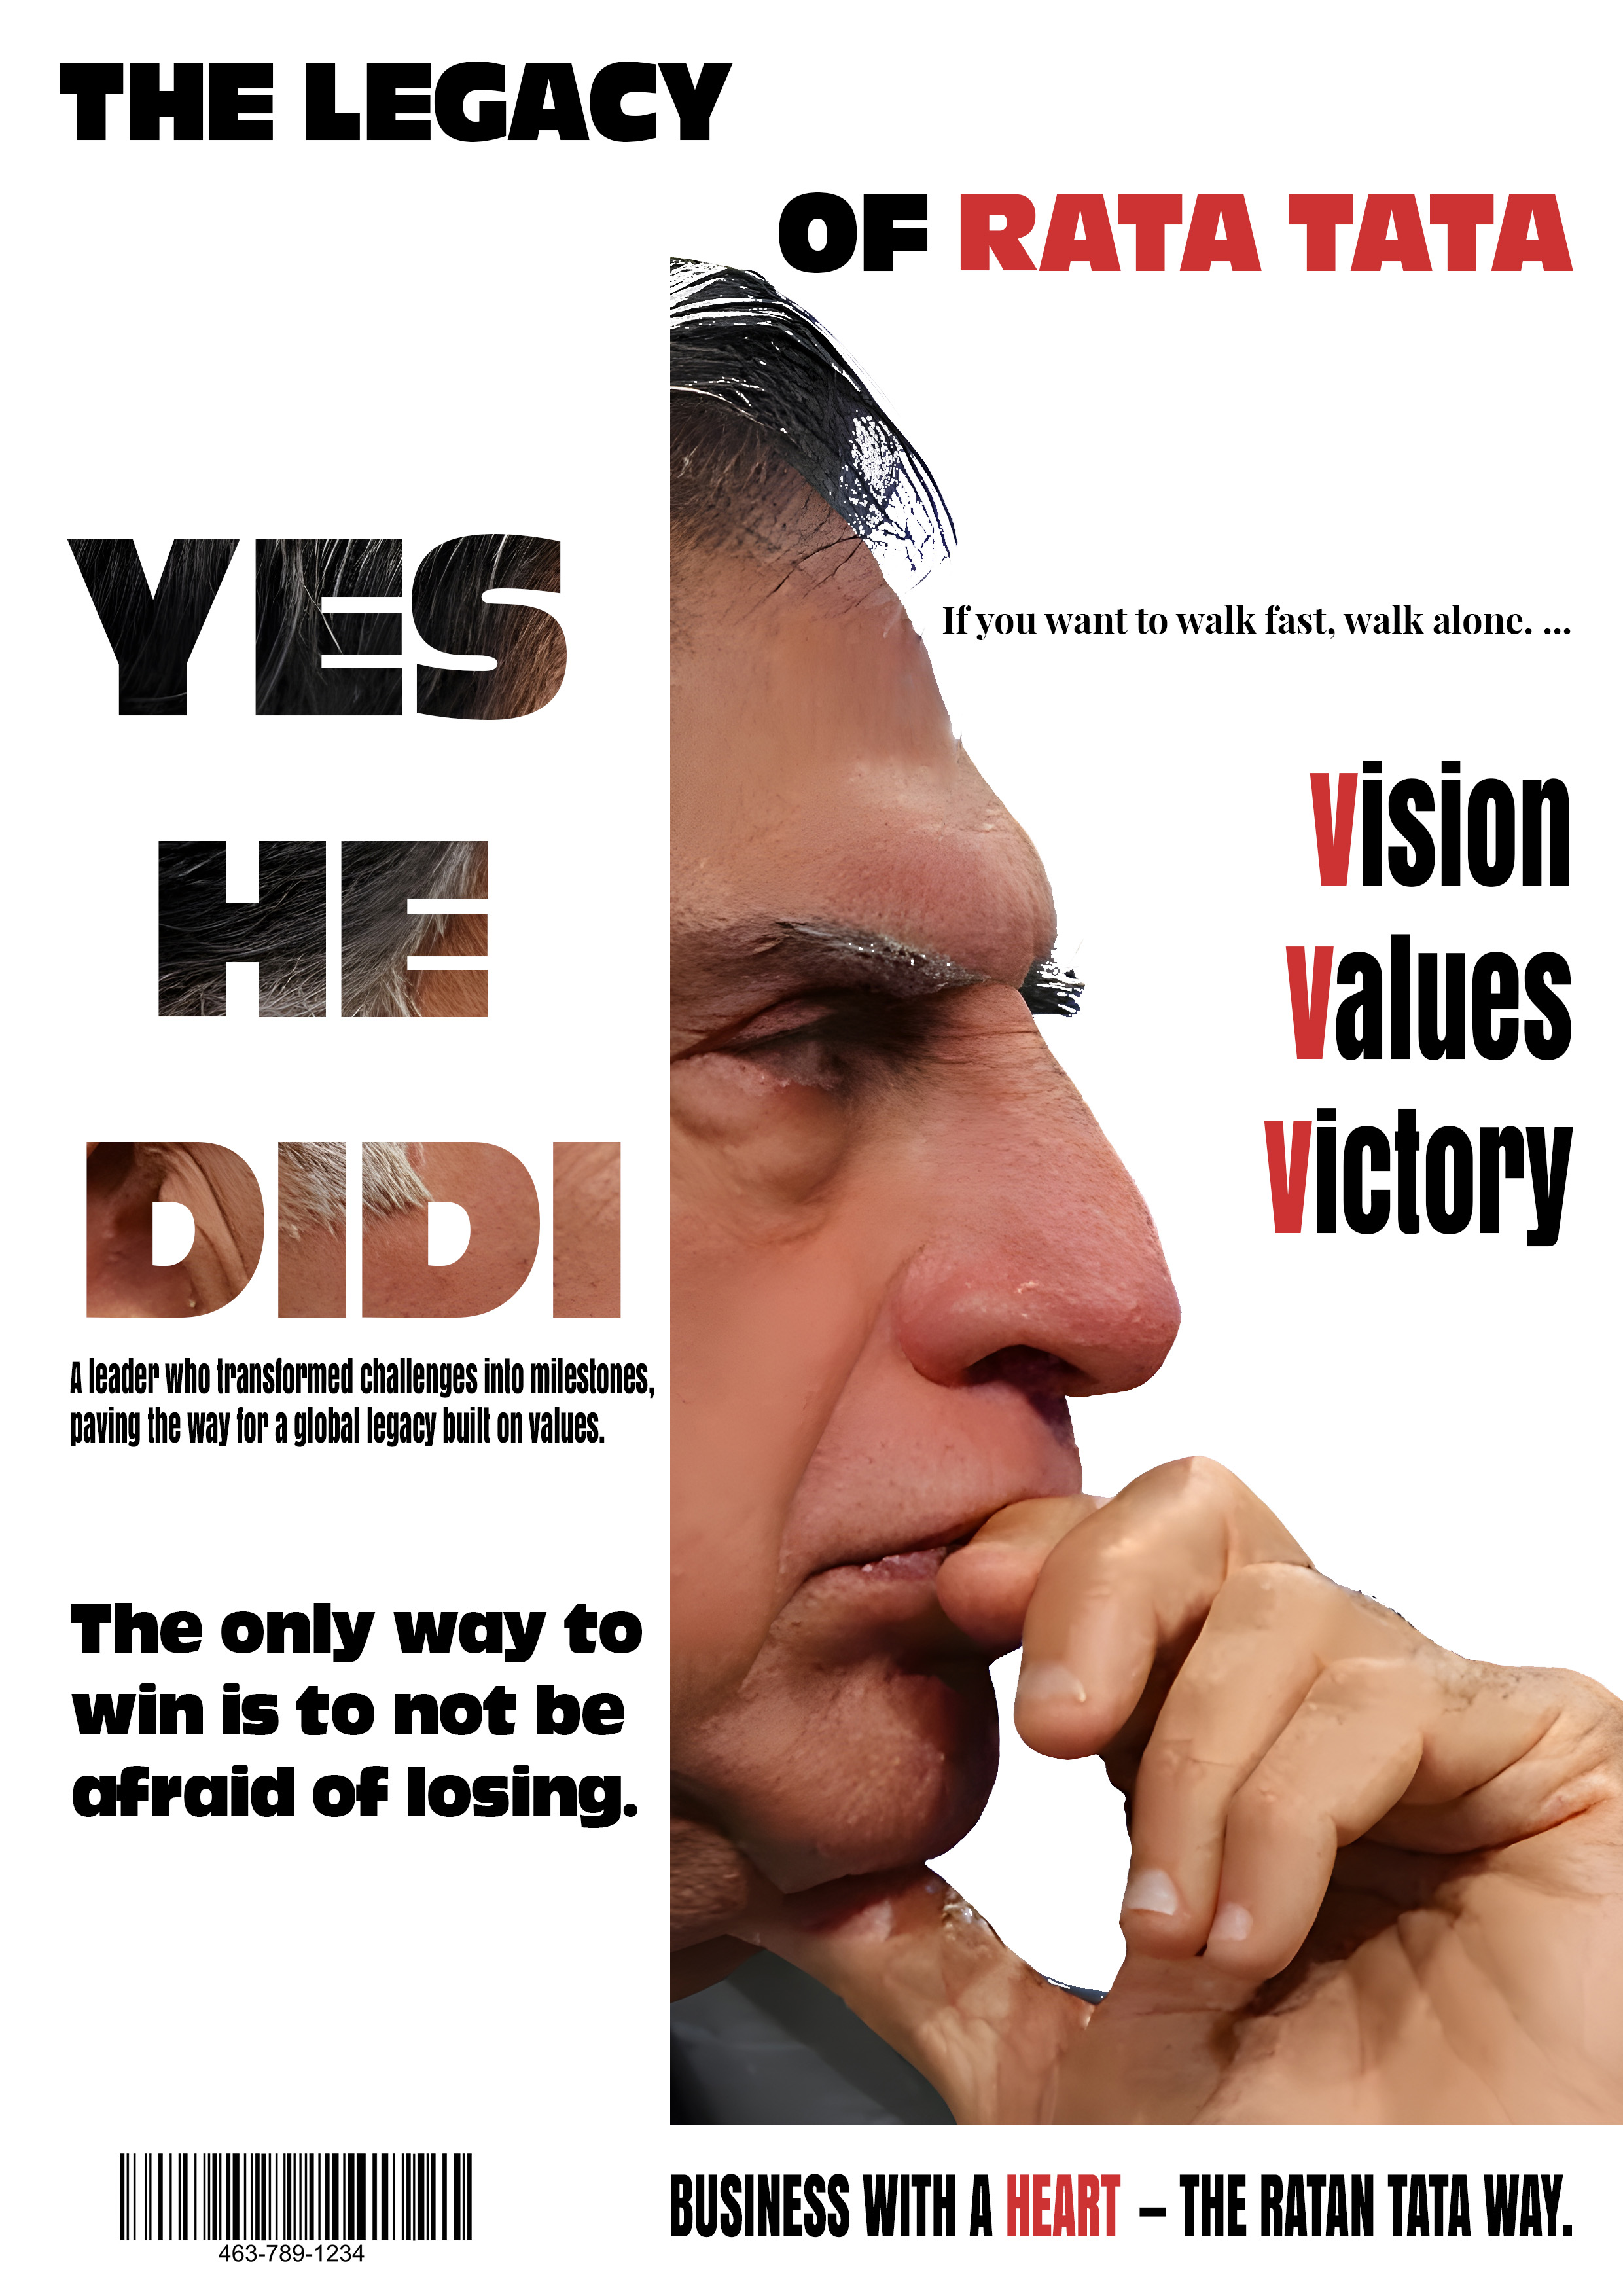 THE LEGACY
OF RATA TATA
If you want to walk fast, walk alone. ...
YES
HE
DIDI
Vision
Values
Victory
A leader who transformed challenges into milestones,
paving the way for a global legacy built on values.
The only way to
win is to not be
afraid of losing.
463-789-1234
BUSINESS WITH A HEART – THE RATAN TATA WAY.